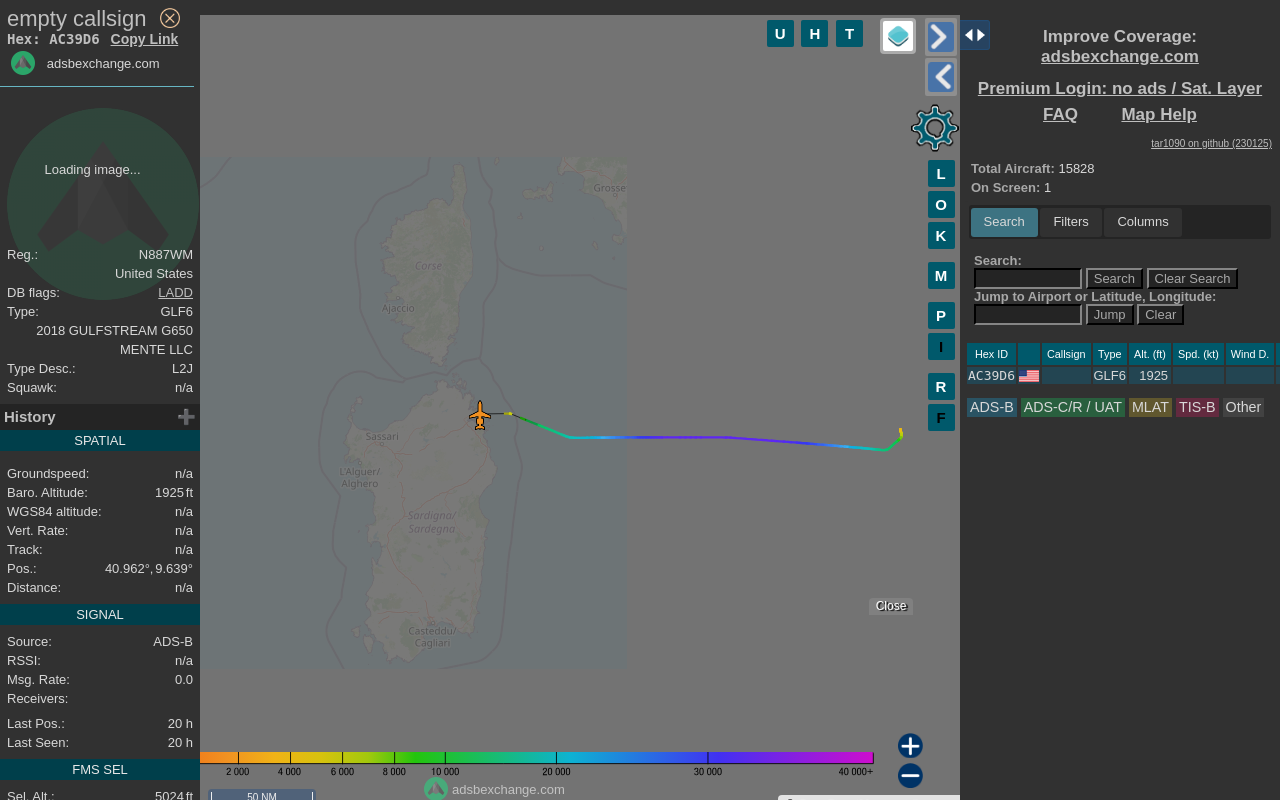 empty callsign
Hex: AC39D6 Copy Link
adsbexchange.com
Loading image...
Reg.: N887WM
United States
DB flags: LADD
Type: GLF6
2018 GULFSTREAM G650
MENTE LLC
Type Desc.: L2J
Squawk: n/a
History
SPATIAL
Groundspeed: n/a
Baro. Altitude: 1925 ft
WGS84 altitude: n/a
Vert. Rate: n/a
Track: n/a
Pos.: 40.962°, 9.639°
Distance: n/a
SIGNAL
Source: ADS-B
RSSI: n/a
Msg. Rate: 0.0
Receivers:
Last Pos.: 20 h
Last Seen: 20 h
FMS SEL
Sel. Alt.: 5024 ft
U H T
L
O
K
M
P
I
R
F
Grosse
Corse
Ajaccio
Sassari
L'Alguer/
Alghero
Sardigna/
Sardegna
Casteddu/
Cagliari
Close
2 000 4 000 6 000 8 000 10 000 20 000 30 000 40 000+
adsbexchange.com
50 NM
Improve Coverage:
adsbexchange.com
Premium Login: no ads / Sat. Layer
FAQ Map Help
tar1090 on github (230125)
Total Aircraft: 15828
On Screen: 1
Search Filters Columns
Search:
Search Clear Search
Jump to Airport or Latitude, Longitude:
Jump Clear
Hex ID Callsign Type Alt. (ft) Spd. (kt) Wind D.
AC39D6 GLF6 1925
ADS-B ADS-C/R / UAT MLAT TIS-B Other